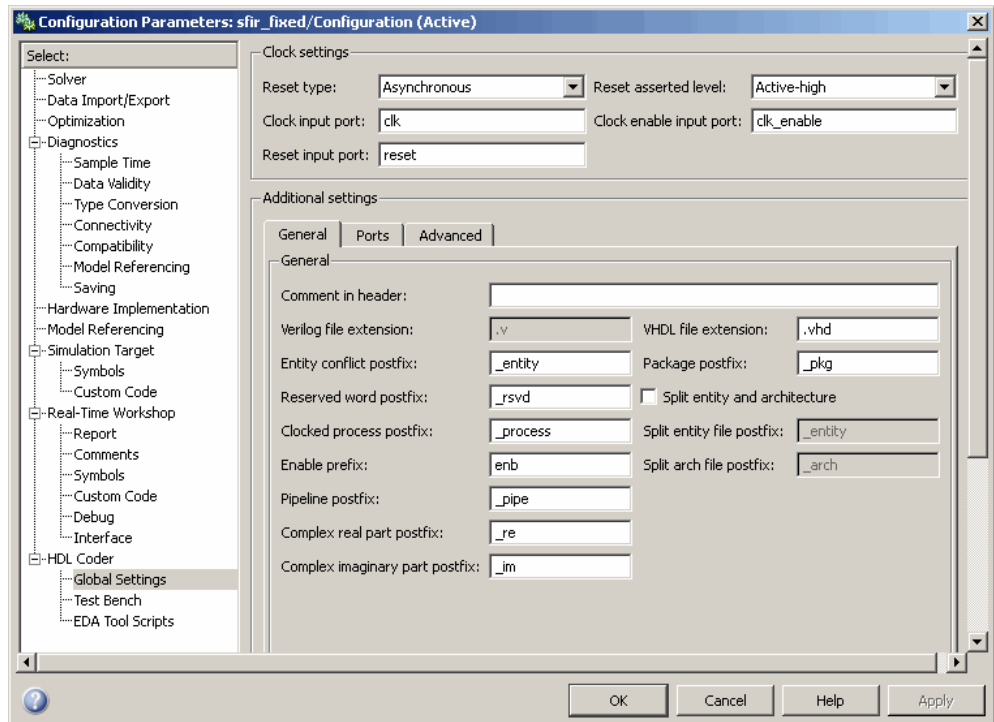 Configuration Parameters: sfir_fixed/Configuration (Active)
Select:
Solver
Data Import/Export
Optimization
Diagnostics
Sample Time
Data Validity
Type Conversion
Connectivity
Compatibility
Model Referencing
Saving
Hardware Implementation
Model Referencing
Simulation Target
Symbols
Custom Code
Real-Time Workshop
Report
Comments
Symbols
Custom Code
Debug
Interface
HDL Coder
Global Settings
Test Bench
EDA Tool Scripts
Clock settings
Reset type: Asynchronous Reset asserted level: Active-high
Clock input port: clk Clock enable input port: clk_enable
Reset input port: reset
Additional settings
General Ports Advanced
General
Comment in header:
Verilog file extension: .v VHDL file extension: .vhd
Entity conflict postfix: _entity Package postfix: _pkg
Reserved word postfix: _rsvd Split entity and architecture
Clocked process postfix: _process Split entity file postfix: _entity
Enable prefix: enb Split arch file postfix: _arch
Pipeline postfix: _pipe
Complex real part postfix: _re
Complex imaginary part postfix: _im
OK Cancel Help Apply